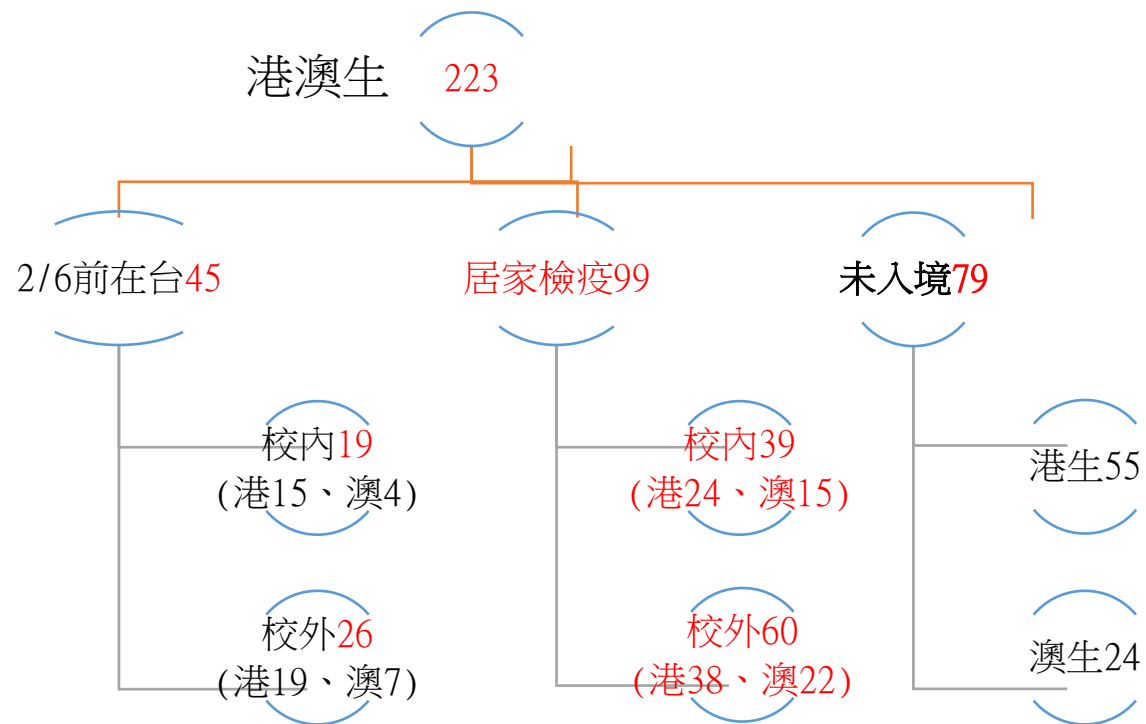 港澳生 223
2/6前在台45
居家檢疫99
未入境79
校內19
(港15、澳4)
校外26
(港19、澳7)
校內39
(港24、澳15)
校外60
(港38、澳22)
港生55
澳生24